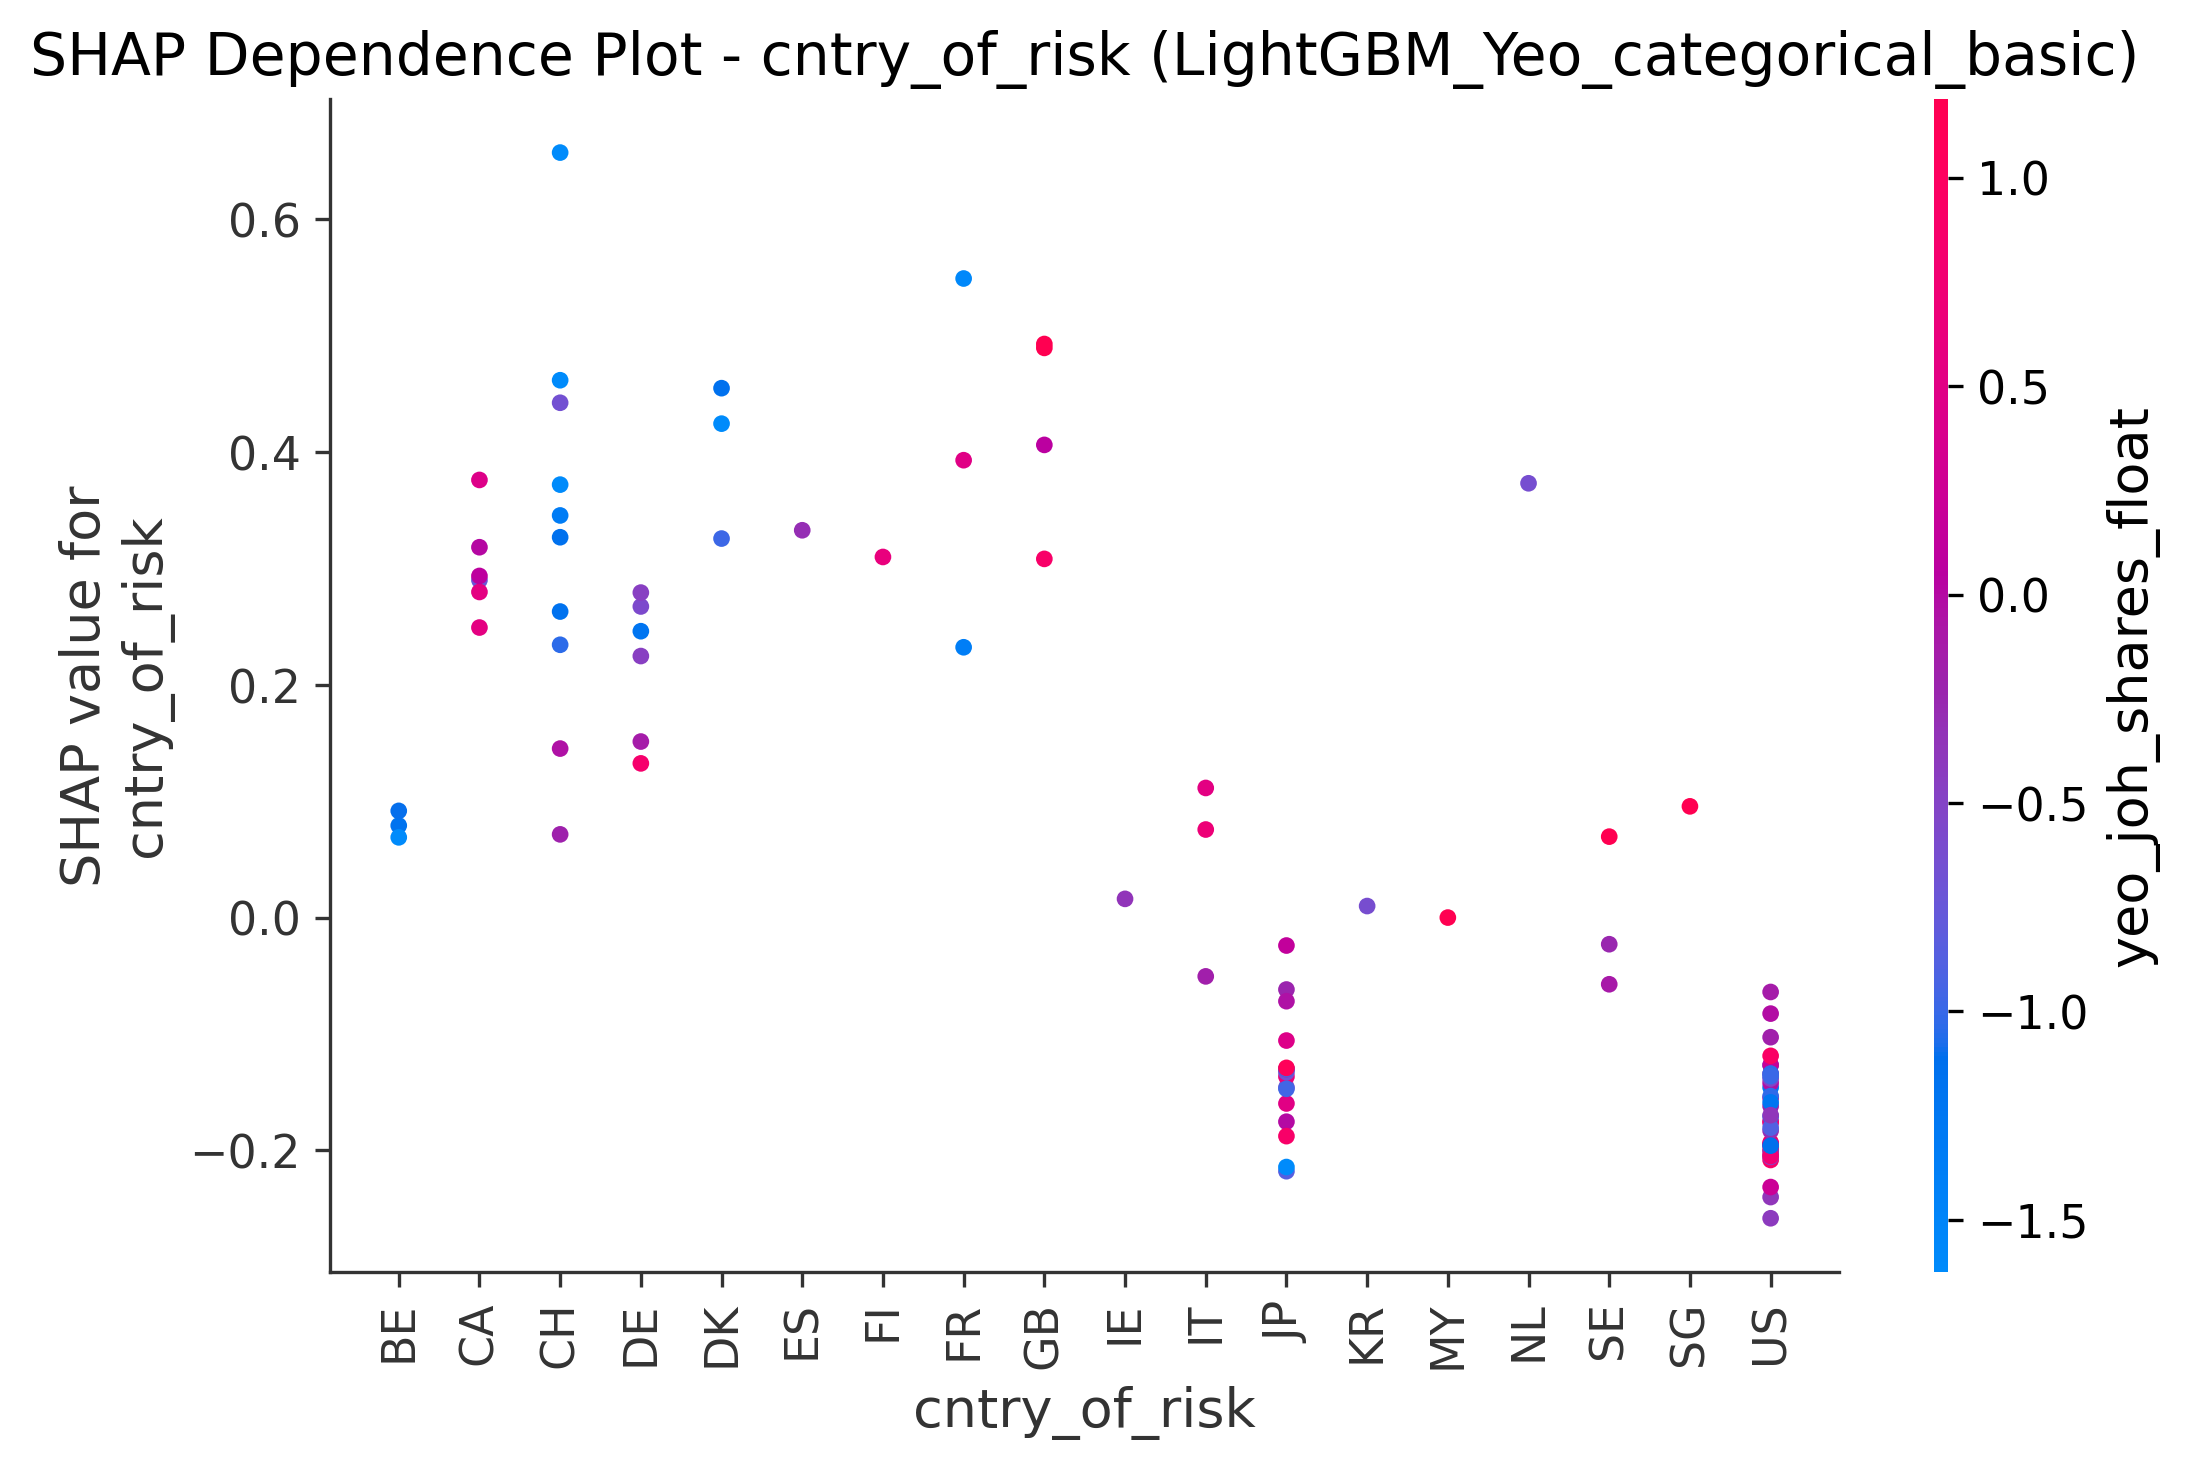 SHAP Dependence Plot - cntry_of_risk (LightGBM_Yeo_categorical_basic)
SHAP value for
cntry_of_risk
0.6
0.4
0.2
0.0
−0.2
BE
CA
CH
DE
DK
ES
FI
FR
GB
IE
IT
JP
KR
MY
NL
SE
SG
US
cntry_of_risk
1.0
0.5
0.0
−0.5
−1.0
−1.5
yeo_joh_shares_float